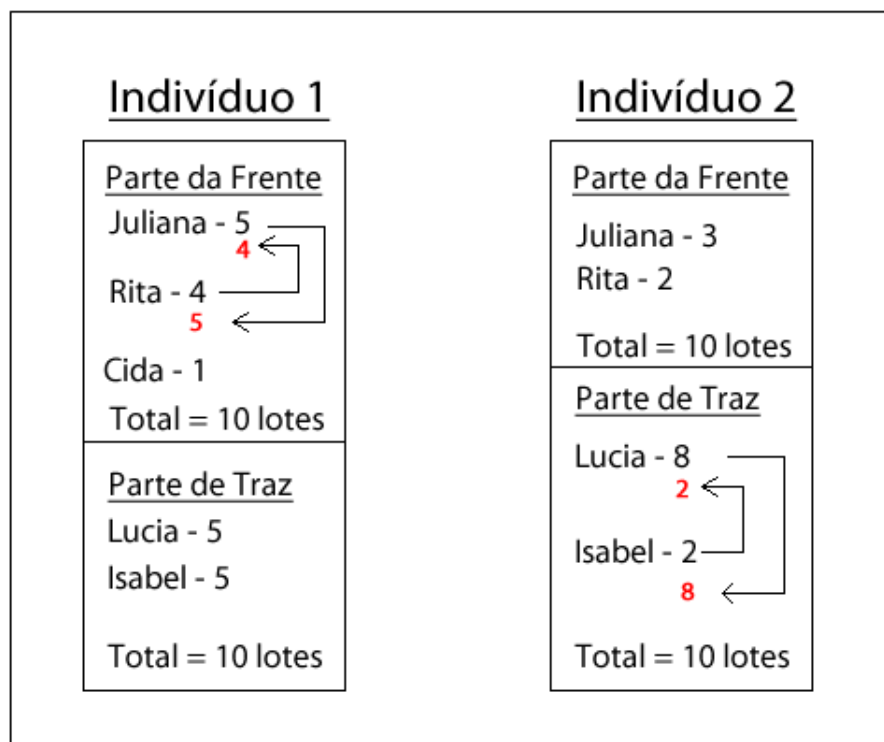 Indivíduo 1
Parte da Frente
Juliana - 5
4
Rita - 4
5
Cida - 1
Total = 10 lotes
Parte de Traz
Lucia - 5
Isabel - 5
Total = 10 lotes
Indivíduo 2
Parte da Frente
Juliana - 3
Rita - 2
Total = 10 lotes
Parte de Traz
Lucia - 8
2
Isabel - 2
8
Total = 10 lotes